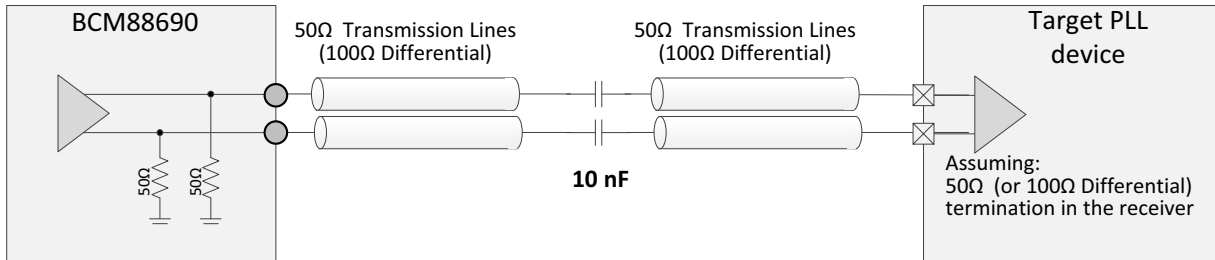 BCM88690
50Ω Transmission Lines
(100Ω Differential)
50Ω Transmission Lines
(100Ω Differential)
Target PLL
device
50Ω
50Ω
10 nF
Assuming:
50Ω (or 100Ω Differential)
termination in the receiver